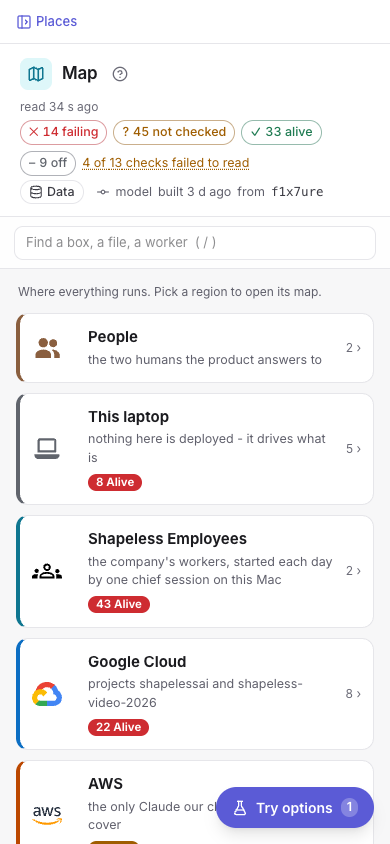 Places
Map ?
read 34 s ago
14 failing ? 45 not checked 33 alive
– 9 off 4 of 13 checks failed to read
Data model built 3 d ago from f1x7ure
Find a box, a file, a worker ( / )
Where everything runs. Pick a region to open its map.
People
the two humans the product answers to
2 ›
This laptop
nothing here is deployed - it drives what
is
5 ›
8 Alive
Shapeless Employees
the company's workers, started each day
by one chief session on this Mac
2 ›
43 Alive
Google Cloud
projects shapelessai and shapeless-
video-2026
8 ›
22 Alive
aws
AWS
the only Claude our
cover
Try options 1